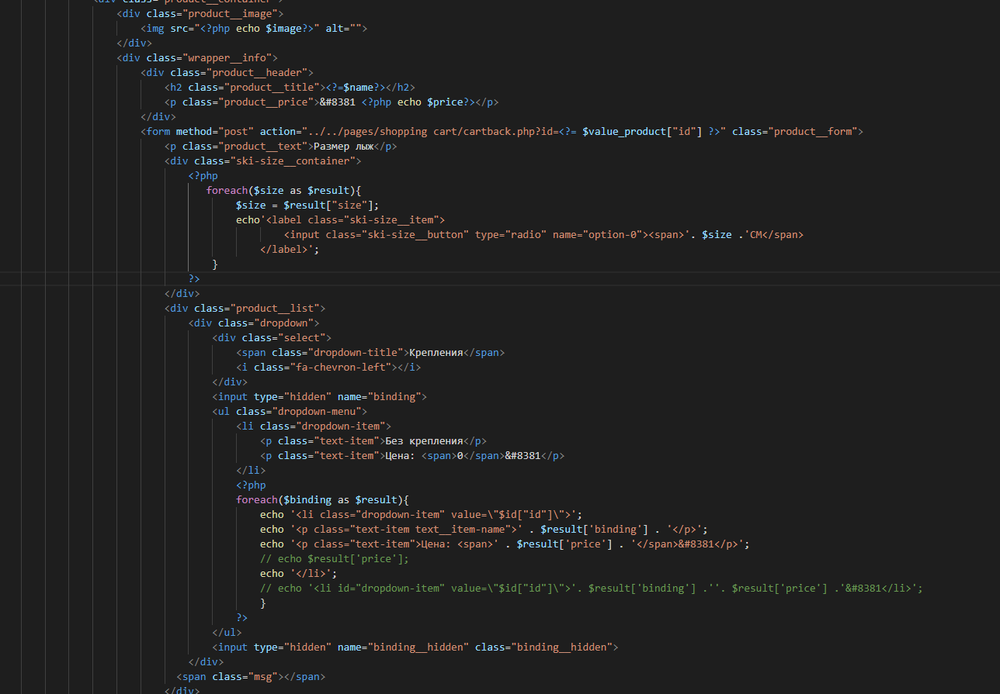 <div class="product__container">
<div class="product__image">
<img src="<?php echo $image?>" alt="">
</div>
<div class="wrapper__info">
<div class="product__header">
<h2 class="product__title"><?=$name?></h2>
<p class="product__price">&#8381 <?php echo $price?></p>
</div>
<form method="post" action="../../pages/shopping cart/cartback.php?id=<?= $value_product["id"] ?>" class="product__form">
<p class="product__text">Размер лыж</p>
<div class="ski-size__container">
<?php
foreach($size as $result){
$size = $result["size"];
echo'<label class="ski-size__item">
<input class="ski-size__button" type="radio" name="option-0"><span>'. $size .'СМ</span>
</label>';
}
?>
</div>
<div class="product__list">
<div class="dropdown">
<div class="select">
<span class="dropdown-title">Крепления</span>
<i class="fa-chevron-left"></i>
</div>
<input type="hidden" name="binding">
<ul class="dropdown-menu">
<li class="dropdown-item">
<p class="text-item">Без крепления</p>
<p class="text-item">Цена: <span>0</span>&#8381</p>
</li>
<?php
foreach($binding as $result){
echo '<li class="dropdown-item" value=\"$id["id"]\">';
echo '<p class="text-item text__item-name">' . $result['binding'] . '</p>';
echo '<p class="text-item">Цена: <span>' . $result['price'] . '</span>&#8381</p>';
// echo $result['price'];
echo '</li>';
// echo '<li id="dropdown-item" value=\"$id["id"]\">'. $result['binding'] .''. $result['price'] .'&#8381</li>';
}
?>
</ul>
<input type="hidden" name="binding__hidden" class="binding__hidden">
</div>
<span class="msg"></span>
</div>